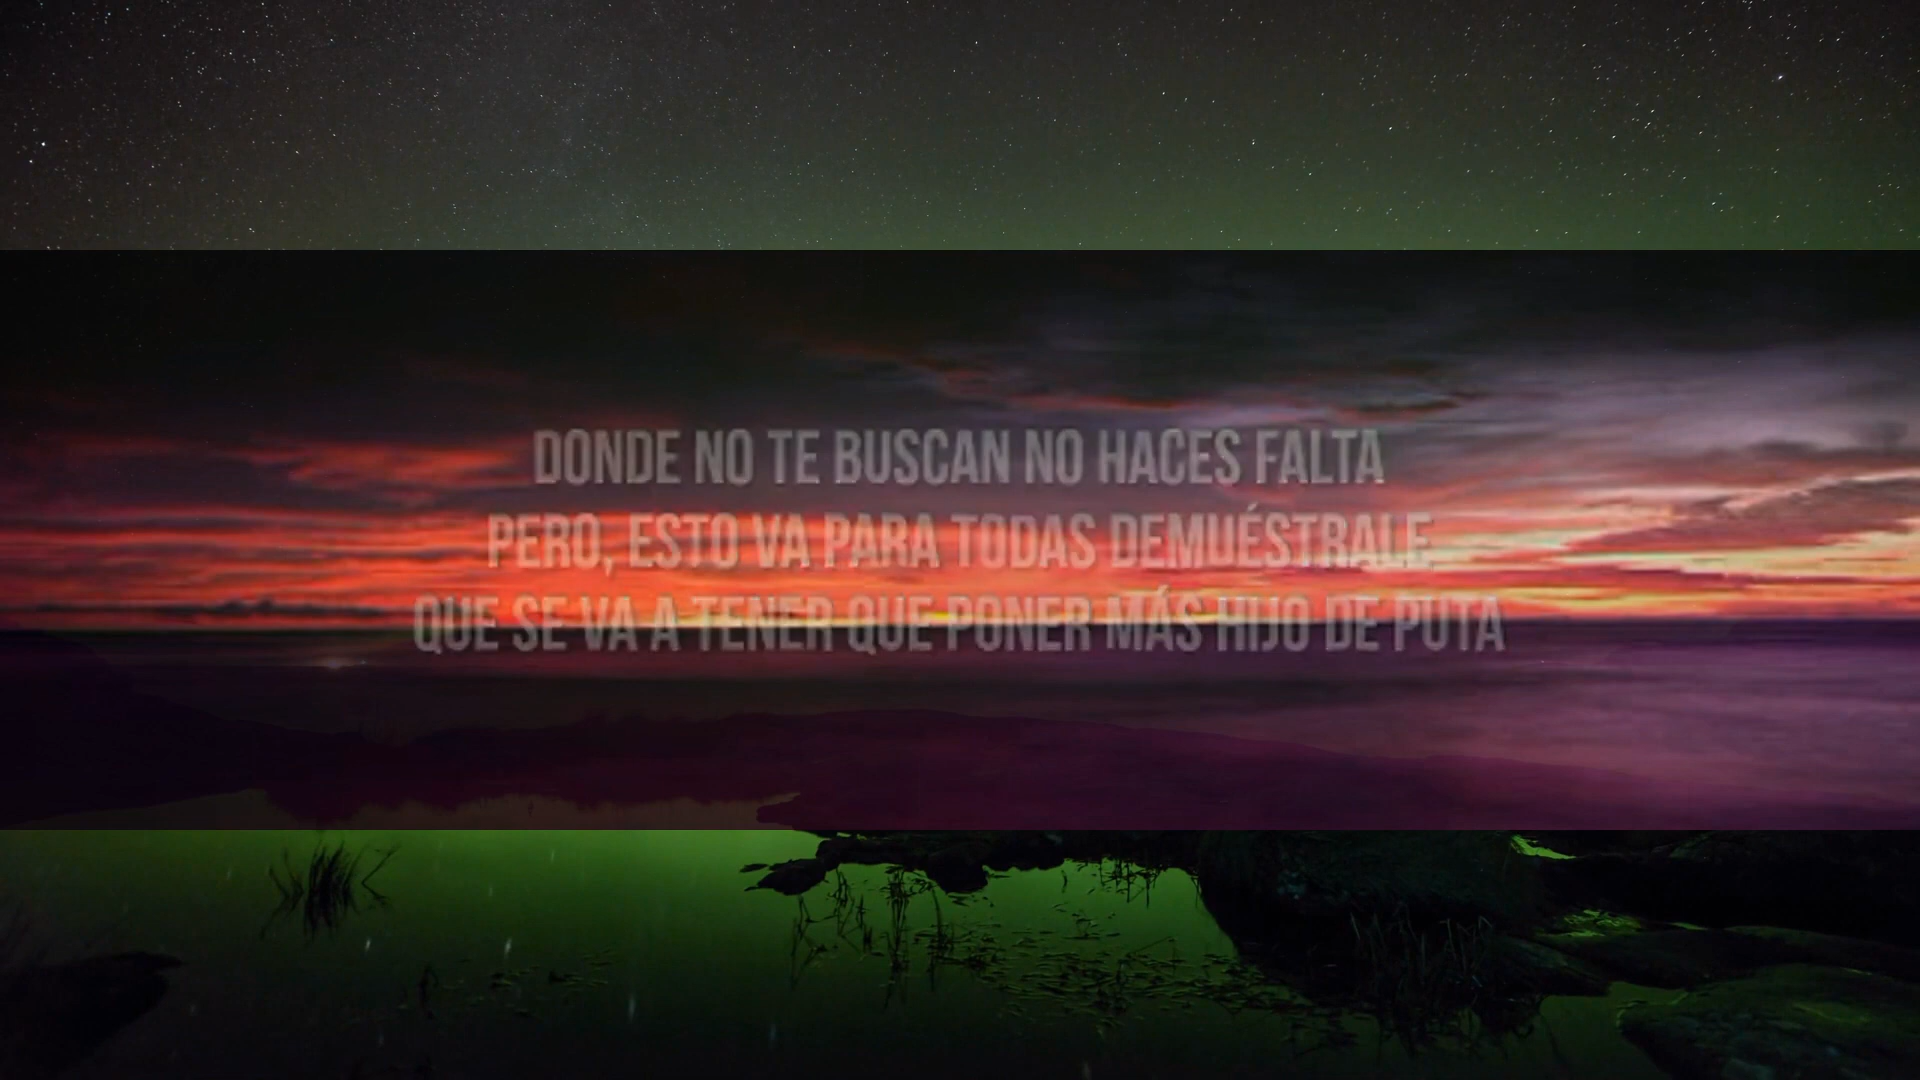 DONDE NO TE BUSCAN NO HACES FALTA
PERO, ESTO VA PARA TODAS DEMUÉSTRALE
QUE SE VA A TENER QUE PONER MÁS HIJO DE PUTA